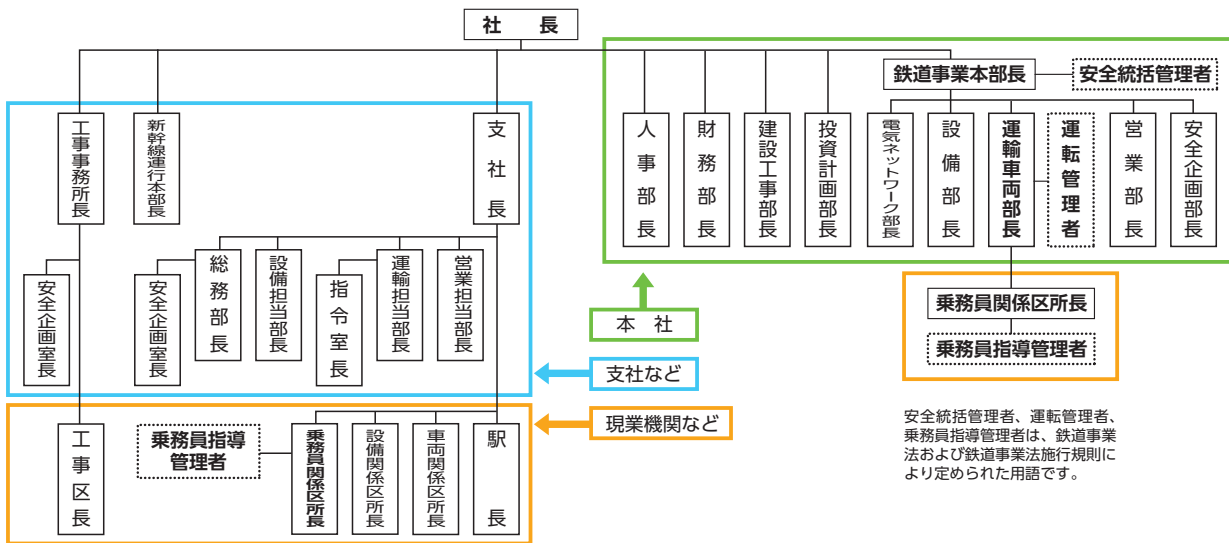 社　長
鉄道事業本部長
安全統括管理者
工事事務所長
新幹線運行本部長
支社長
人事部長
財務部長
建設工事部長
投資計画部長
電気ネットワーク部長
設備部長
運輸車両部長
運転管理者
営業部長
安全企画部長
安全企画室長
安全企画室長
総務部長
設備担当部長
指令室長
運輸担当部長
営業担当部長
本　社
支社など
現業機関など
乗務員関係区所長
乗務員指導管理者
工事区長
乗務員指導
管理者
乗務員関係区所長
設備関係区所長
車両関係区所長
駅長
安全統括管理者、運転管理者、
乗務員指導管理者は、鉄道事業
法および鉄道事業法施行規則に
より定められた用語です。